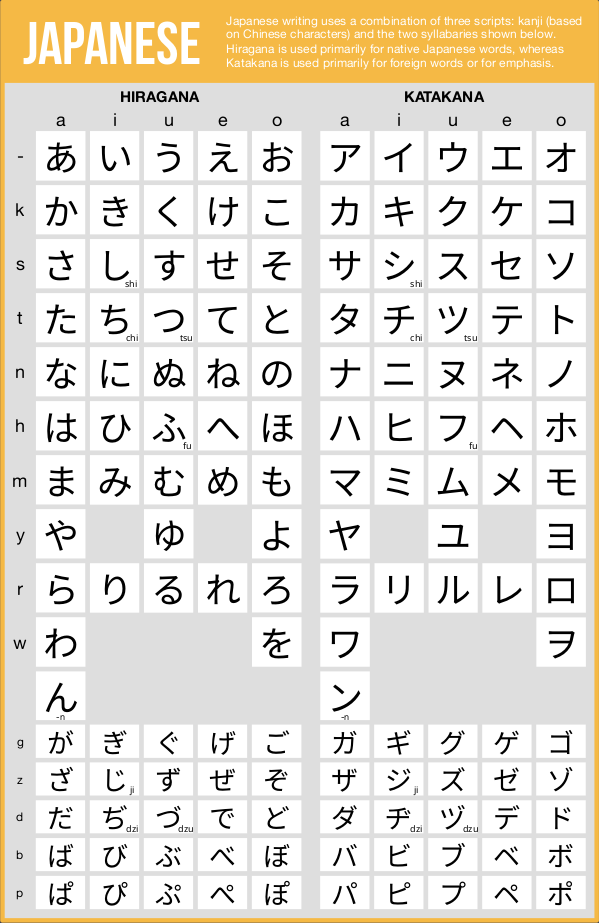 JAPANESE
Japanese writing uses a combination of three scripts: kanji (based
on Chinese characters) and the two syllabaries shown below.
Hiragana is used primarily for native Japanese words, whereas
Katakana is used primarily for foreign words or for emphasis.
HIRAGANA KATAKANA
a i u e o a i u e o
- あ い う え お ア イ ウ エ オ
k か き く け こ カ キ ク ケ コ
s さ し shi す せ そ サ シ shi ス セ ソ
t た ち chi つ tsu て と タ チ chi ツ tsu テ ト
n な に ぬ ね の ナ ニ ヌ ネ ノ
h は ひ ふ fu へ ほ ハ ヒ フ fu ヘ ホ
m ま み む め も マ ミ ム メ モ
y や ゆ よ ヤ ユ ヨ
r ら り る れ ろ ラ リ ル レ ロ
w わ を ワ ヲ
ん -n ン -n
g が ぎ ぐ げ ご ガ ギ グ ゲ ゴ
z ざ じ ji ず ぜ ぞ ザ ジ ji ズ ゼ ゾ
d だ ぢ dzi づ dzu で ど ダ ヂ dzi ヅ dzu デ ド
b ば び ぶ べ ぼ バ ビ ブ ベ ボ
p ぱ ぴ ぷ ぺ ぽ パ ピ プ ペ ポ